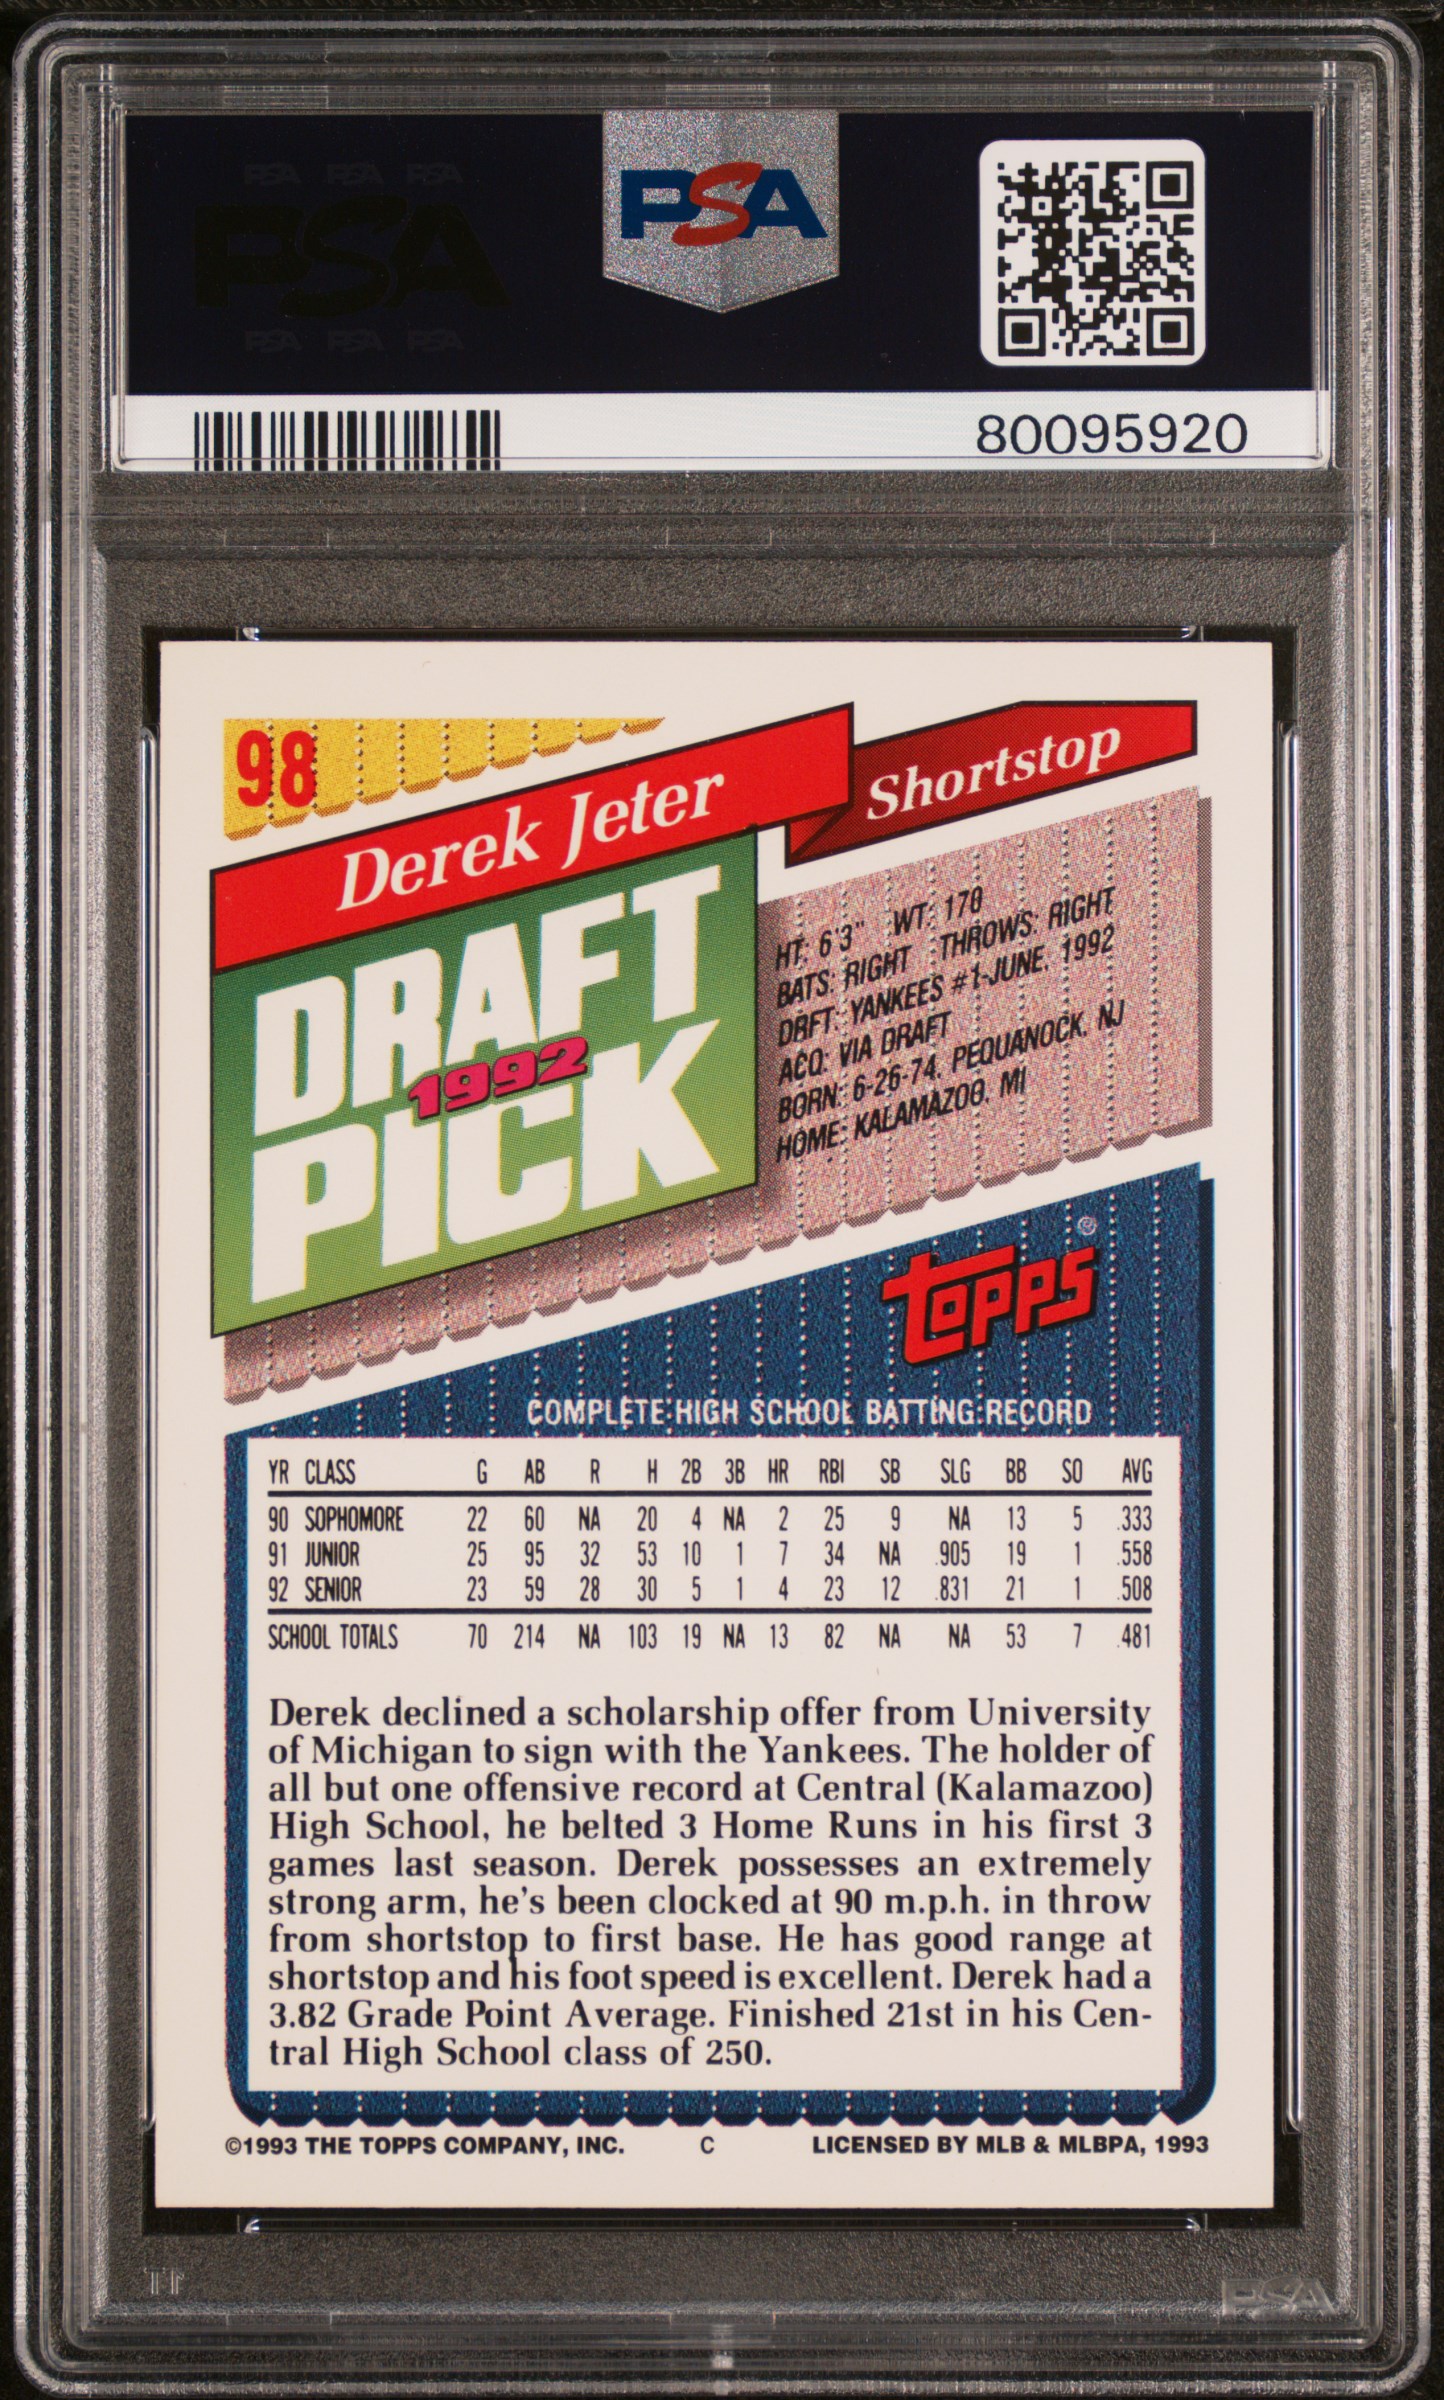 PSA PSA PSA
PSA
PSA PSA PSA
PSA
80095920
98
Derek Jeter
Shortstop
DRAFT
1992
PICK
HT: 6'3" WT: 170
BATS: RIGHT THROWS: RIGHT
DRFT: YANKEES #1-JUNE, 1992
ACQ: VIA DRAFT
BORN: 6-26-74, PEQUANOCK, NJ
HOME: KALAMAZOO, MI
TOPPS®
COMPLETE HIGH SCHOOL BATTING RECORD
YR CLASS G AB R H 2B 3B HR RBI SB SLG BB SO AVG
90 SOPHOMORE 22 60 NA 20 4 NA 2 25 9 NA 13 5 .333
91 JUNIOR 25 95 32 53 10 1 7 34 NA .905 19 1 .558
92 SENIOR 23 59 28 30 5 1 4 23 12 .831 21 1 .508
SCHOOL TOTALS 70 214 NA 103 19 NA 13 82 NA NA 53 7 .481
Derek declined a scholarship offer from University
of Michigan to sign with the Yankees. The holder of
all but one offensive record at Central (Kalamazoo)
High School, he belted 3 Home Runs in his first 3
games last season. Derek possesses an extremely
strong arm, he's been clocked at 90 m.p.h. in throw
from shortstop to first base. He has good range at
shortstop and his foot speed is excellent. Derek had a
3.82 Grade Point Average. Finished 21st in his Cen-
tral High School class of 250.
©1993 THE TOPPS COMPANY, INC. C LICENSED BY MLB & MLBPA, 1993
PSA